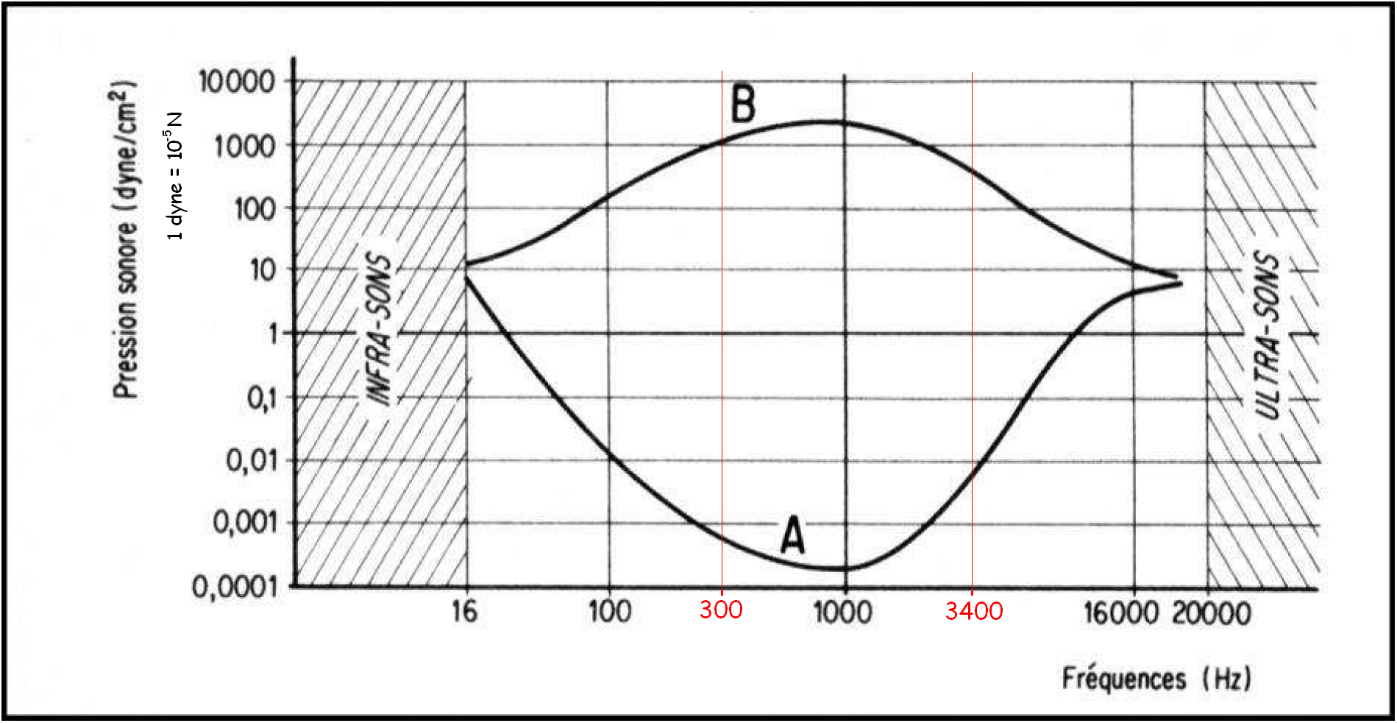 Pression sonore (dyne/cm²)
1 dyne = 10⁻⁵ N
10000
1000
100
10
1
0,1
0,01
0,001
0,0001
INFRA-SONS
B
A
ULTRA-SONS
16 100 300 1000 3400 16000 20000
Fréquences (Hz)